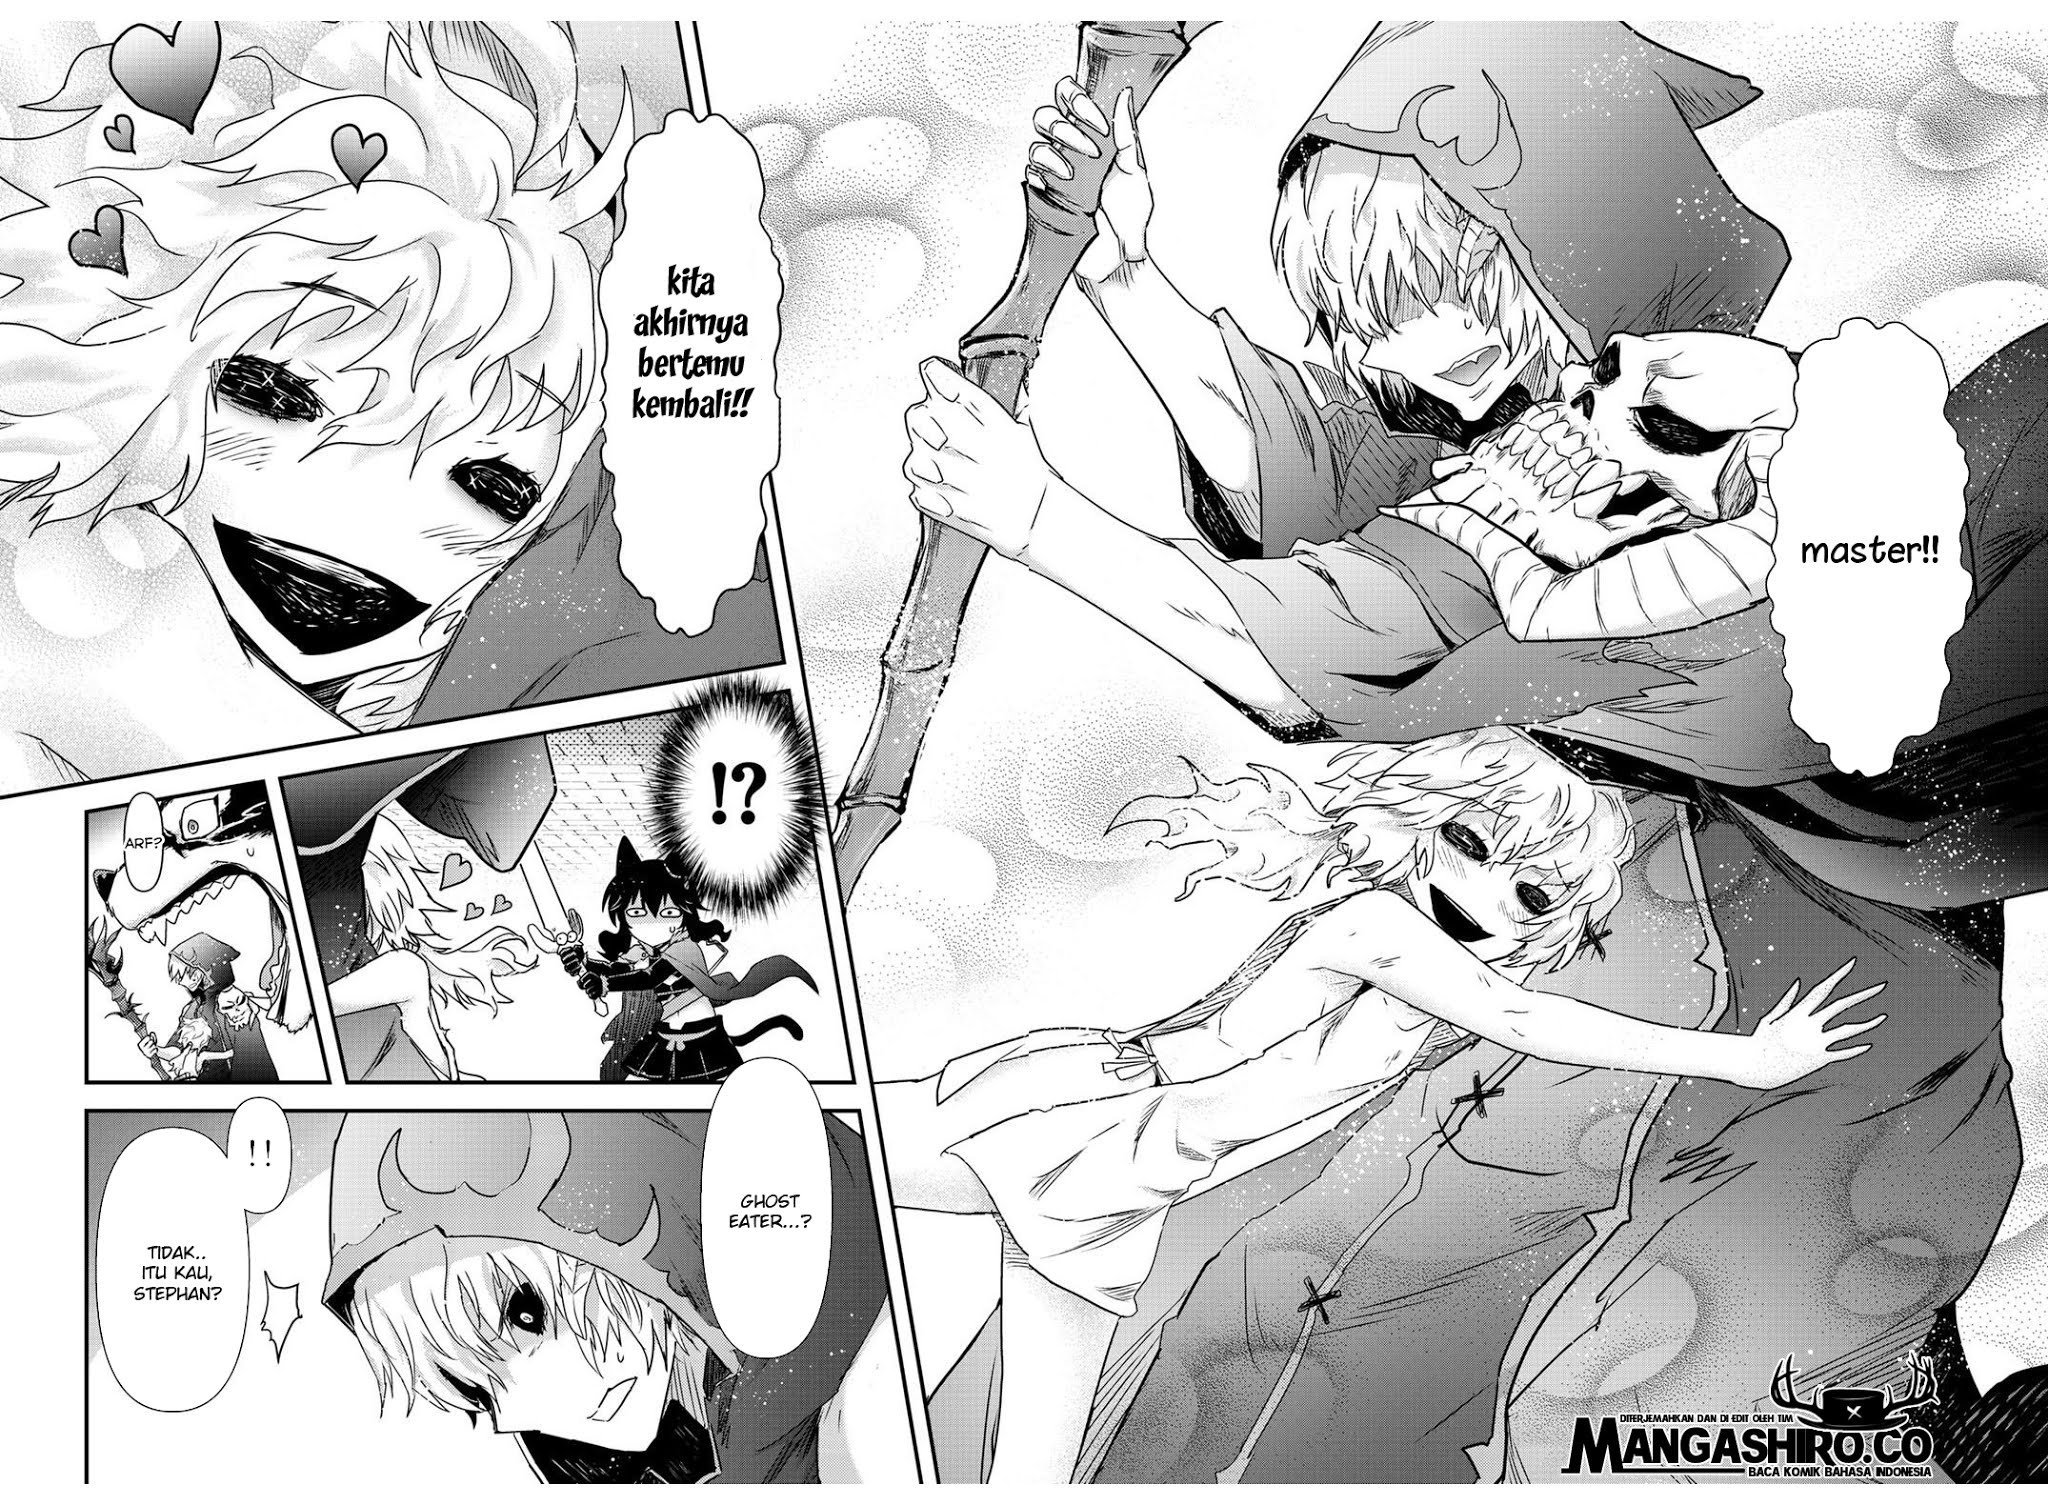 master!!
kita
akhirnya
bertemu
kembali!!
!?
ARF?
GHOST
EATER...?
!!
TIDAK..
ITU KAU,
STEPHAN?
DITERJEMAHKAN DAN DI EDIT OLEH TIM
MANGASHIRO.CO
BACA KOMIK BAHASA INDONESIA